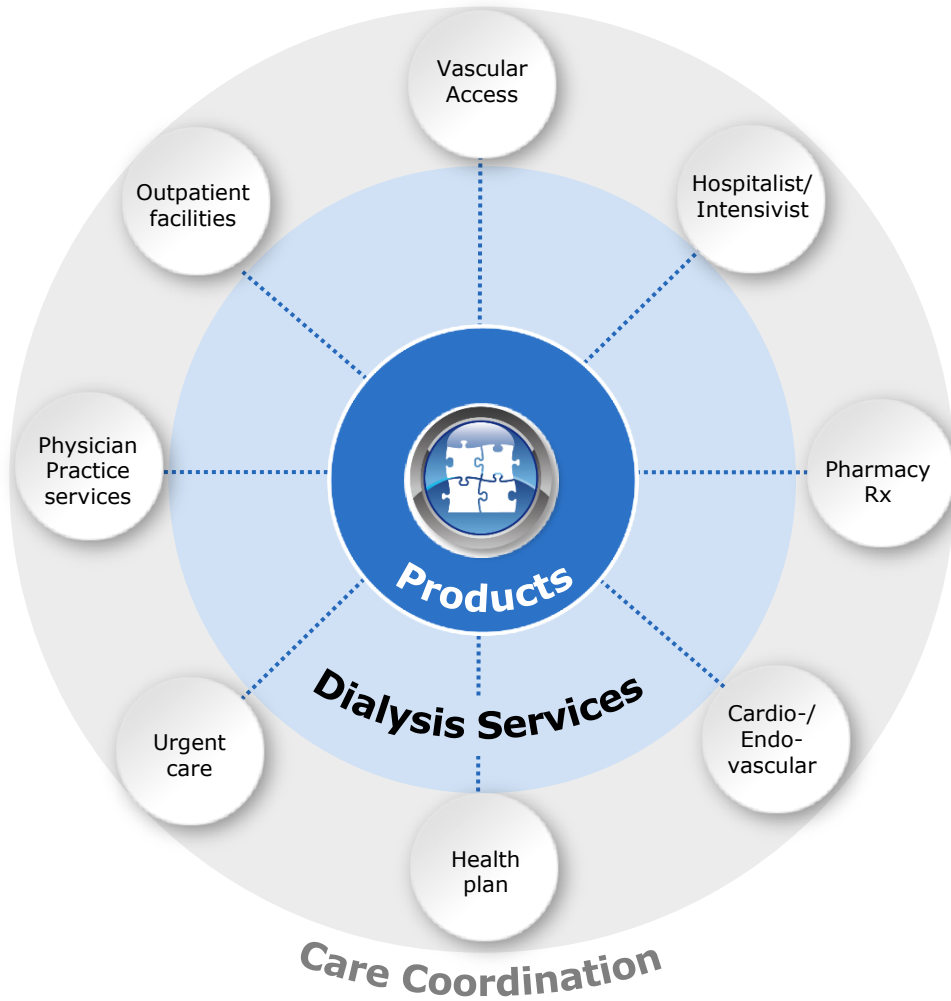 Vascular
Access
Hospitalist/
Intensivist
Outpatient
facilities
Physician
Practice
services
Pharmacy
Rx
Products
Dialysis Services
Cardio-/
Endo-
vascular
Urgent
care
Health
plan
Care Coordination